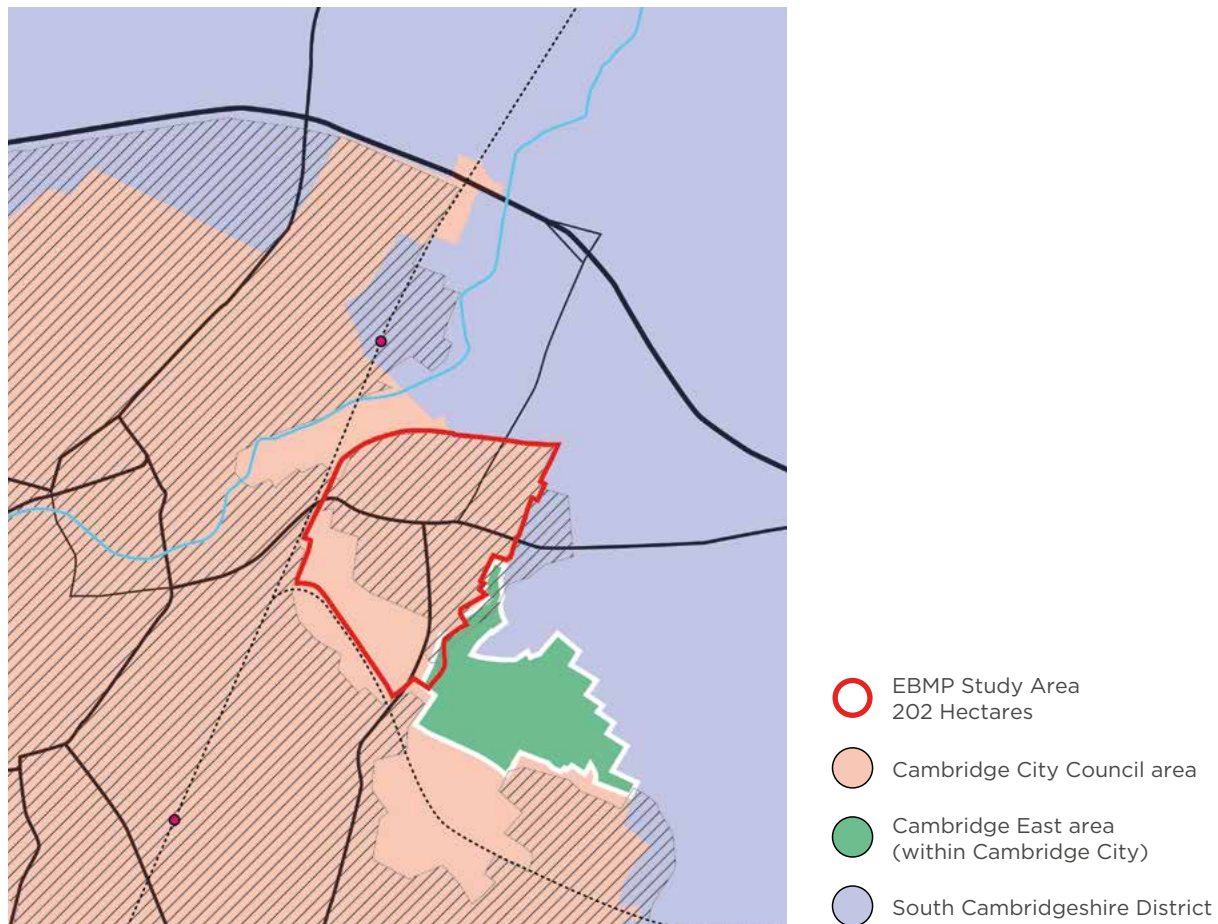 EBMP Study Area
202 Hectares
Cambridge City Council area
Cambridge East area
(within Cambridge City)
South Cambridgeshire District